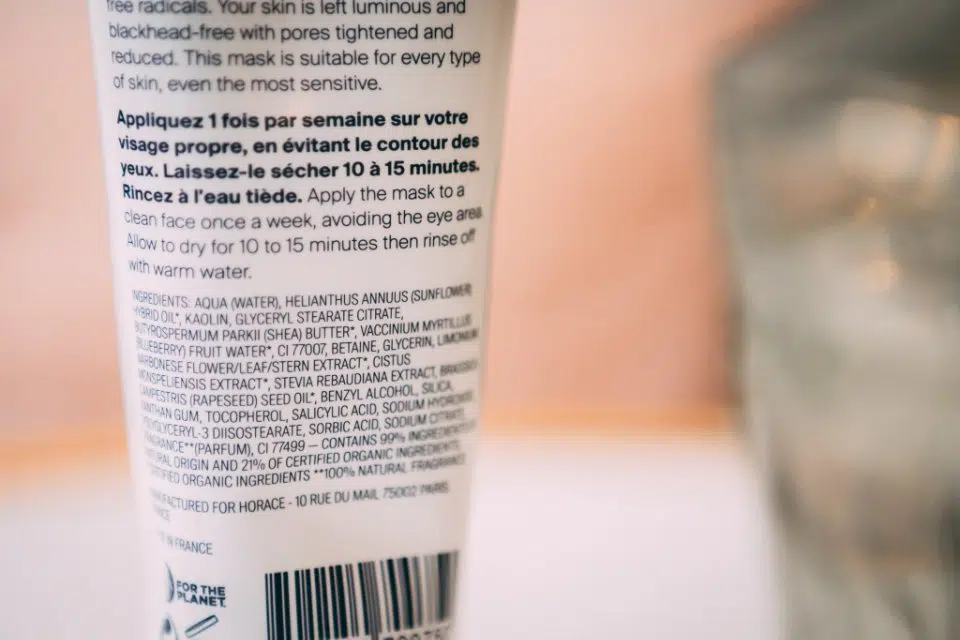 free radicals. Your skin is left luminous and
blackhead-free with pores tightened and
reduced. This mask is suitable for every type
of skin, even the most sensitive.
Appliquez 1 fois par semaine sur votre
visage propre, en évitant le contour des
yeux. Laissez-le sécher 10 à 15 minutes.
Rincez à l'eau tiède. Apply the mask to a
clean face once a week, avoiding the eye area.
Allow to dry for 10 to 15 minutes then rinse off
with warm water.
INGREDIENTS: AQUA (WATER), HELIANTHUS ANNUUS (SUNFLOWER)
HYBRID OIL*, KAOLIN, GLYCERYL STEARATE CITRATE,
BUTYROSPERMUM PARKII (SHEA) BUTTER*, VACCINIUM MYRTILLUS
(BLUEBERRY) FRUIT WATER*, CI 77007, BETAINE, GLYCERIN, LIMONIUM
NARBONESE FLOWER/LEAF/STERN EXTRACT*, CISTUS
MONSPELIENSIS EXTRACT*, STEVIA REBAUDIANA EXTRACT, BRASSICA
CAMPESTRIS (RAPESEED) SEED OIL*, BENZYL ALCOHOL, SILICA,
XANTHAN GUM, TOCOPHEROL, SALICYLIC ACID, SODIUM HYDROXIDE,
POLYGLYCERYL-3 DIISOSTEARATE, SORBIC ACID, SODIUM CITRATE,
FRAGRANCE**(PARFUM), CI 77499 – CONTAINS 99% INGREDIENTS OF
NATURAL ORIGIN AND 21% OF CERTIFIED ORGANIC INGREDIENTS.
*CERTIFIED ORGANIC INGREDIENTS **100% NATURAL FRAGRANCE
MANUFACTURED FOR HORACE - 10 RUE DU MAIL 75002 PARIS
IN FRANCE
FOR THE
PLANET